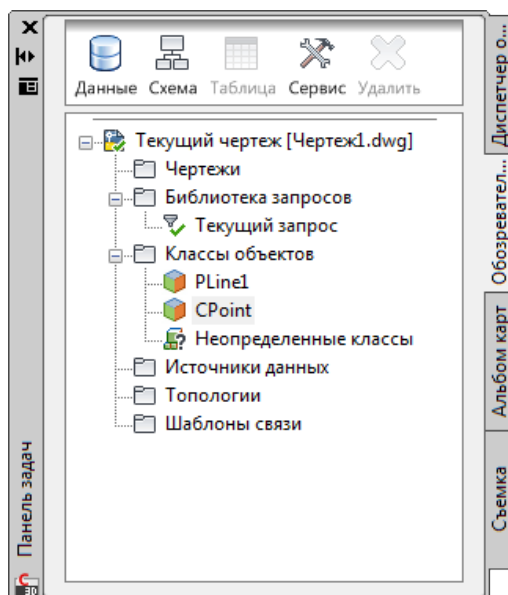 Данные Схема Таблица Сервис Удалить
Текущий чертеж [Чертеж1.dwg]
Чертежи
Библиотека запросов
Текущий запрос
Классы объектов
PLine1
CPoint
Неопределенные классы
Источники данных
Топологии
Шаблоны связи
Панель задач
Диспетчер о...
Обозревател...
Альбом карт
Съемка